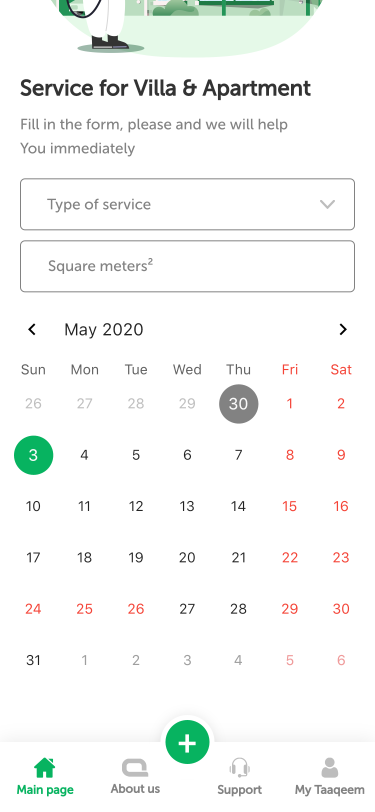 Service for Villa & Apartment
Fill in the form, please and we will help
You immediately
Type of service
Square meters²
May 2020
Sun Mon Tue Wed Thu Fri Sat
26 27 28 29 30 1 2
3 4 5 6 7 8 9
10 11 12 13 14 15 16
17 18 19 20 21 22 23
24 25 26 27 28 29 30
31 1 2 3 4 5 6
Main page About us Support My Taaqeem